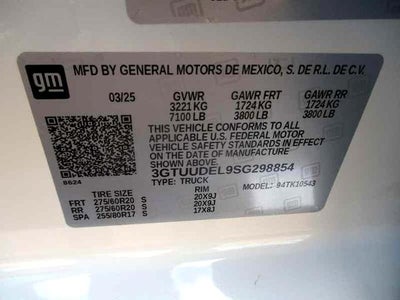 gm
MFD BY GENERAL MOTORS DE MEXICO, S. DE R.L. DE C.V.
03/25 GVWR GAWR FRT GAWR RR
3221 KG 1724 KG 1724 KG
7100 LB 3800 LB 3800 LB
THIS VEHICLE CONFORMS TO ALL APPLICABLE
U.S. FEDERAL MOTOR
VEHICLE SAFETY STANDARDS IN EFFECT
ON THE DATE OF MANUFACTURE SHOWN ABOVE.
3GTUUDEL9SG298854
8624 TYPE: TRUCK MODEL: 94TK10543
TIRE SIZE RIM
FRT 275/60R20 S 20X9J
RR 275/60R20 S 20X9J
SPA 255/80R17 S 17X8J